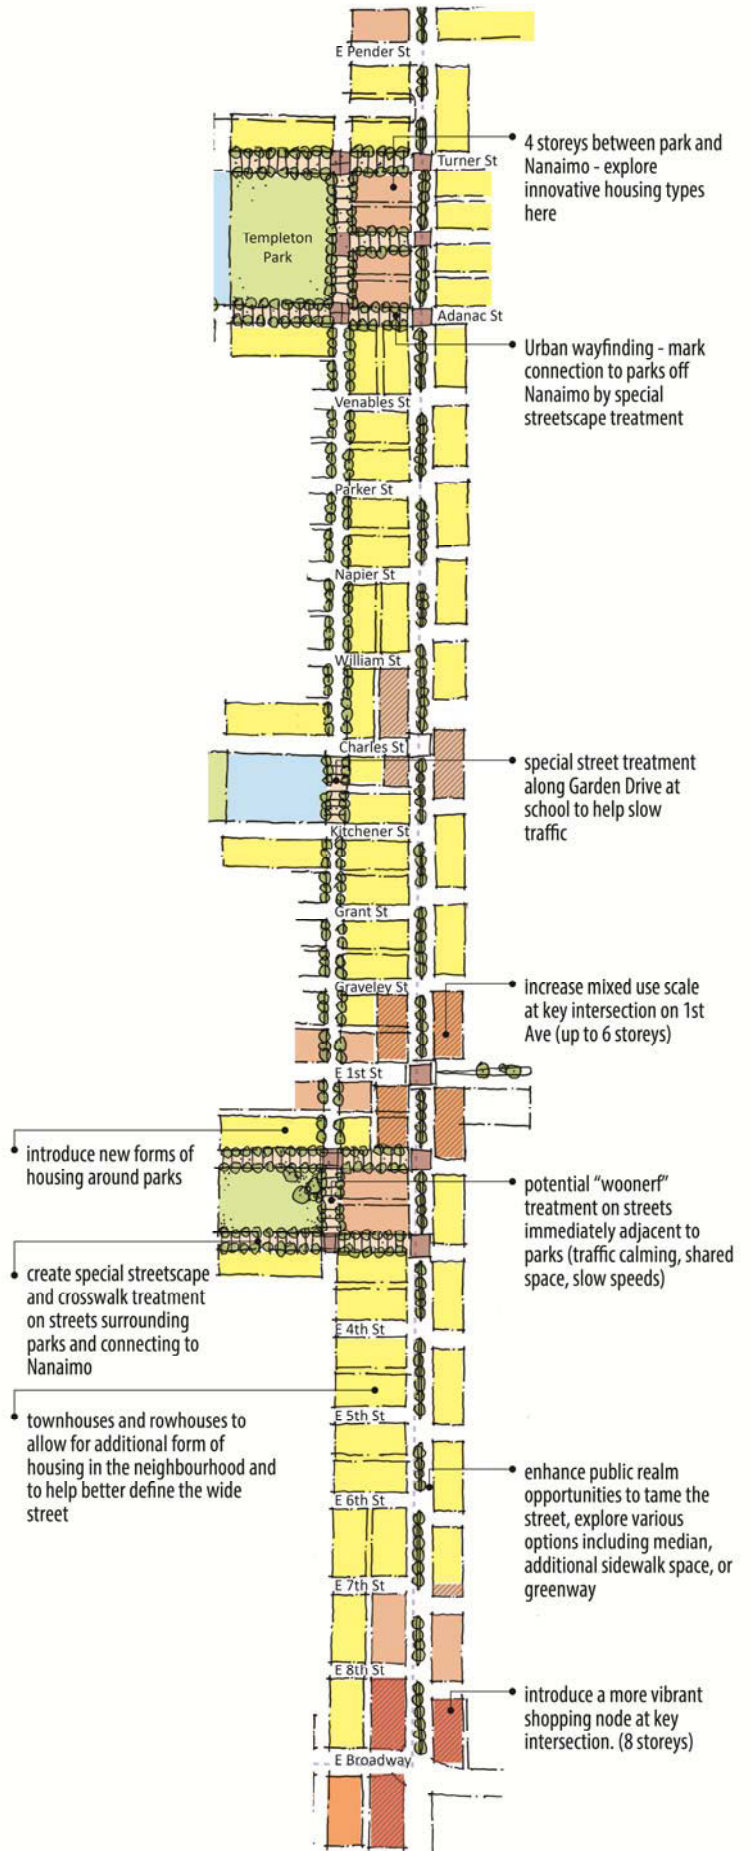 E Pender St
4 storeys between park and
Nanaimo - explore
innovative housing types
here
Turner St
Templeton
Park
Adanac St
Urban wayfinding - mark
connection to parks off
Nanaimo by special
streetscape treatment
Venables St
Parker St
Napier St
William St
Charles St
special street treatment
along Garden Drive at
school to help slow
traffic
Kitchener St
Grant St
Graveley St
increase mixed use scale
at key intersection on 1st
Ave (up to 6 storeys)
E 1st St
introduce new forms of
housing around parks
potential “woonerf”
treatment on streets
immediately adjacent to
parks (traffic calming, shared
space, slow speeds)
create special streetscape
and crosswalk treatment
on streets surrounding
parks and connecting to
Nanaimo
E 4th St
townhouses and rowhouses to
allow for additional form of
housing in the neighbourhood and
to help better define the wide
street
E 5th St
E 6th St
enhance public realm
opportunities to tame the
street, explore various
options including median,
additional sidewalk space, or
greenway
E 7th St
E 8th St
introduce a more vibrant
shopping node at key
intersection. (8 storeys)
E Broadway